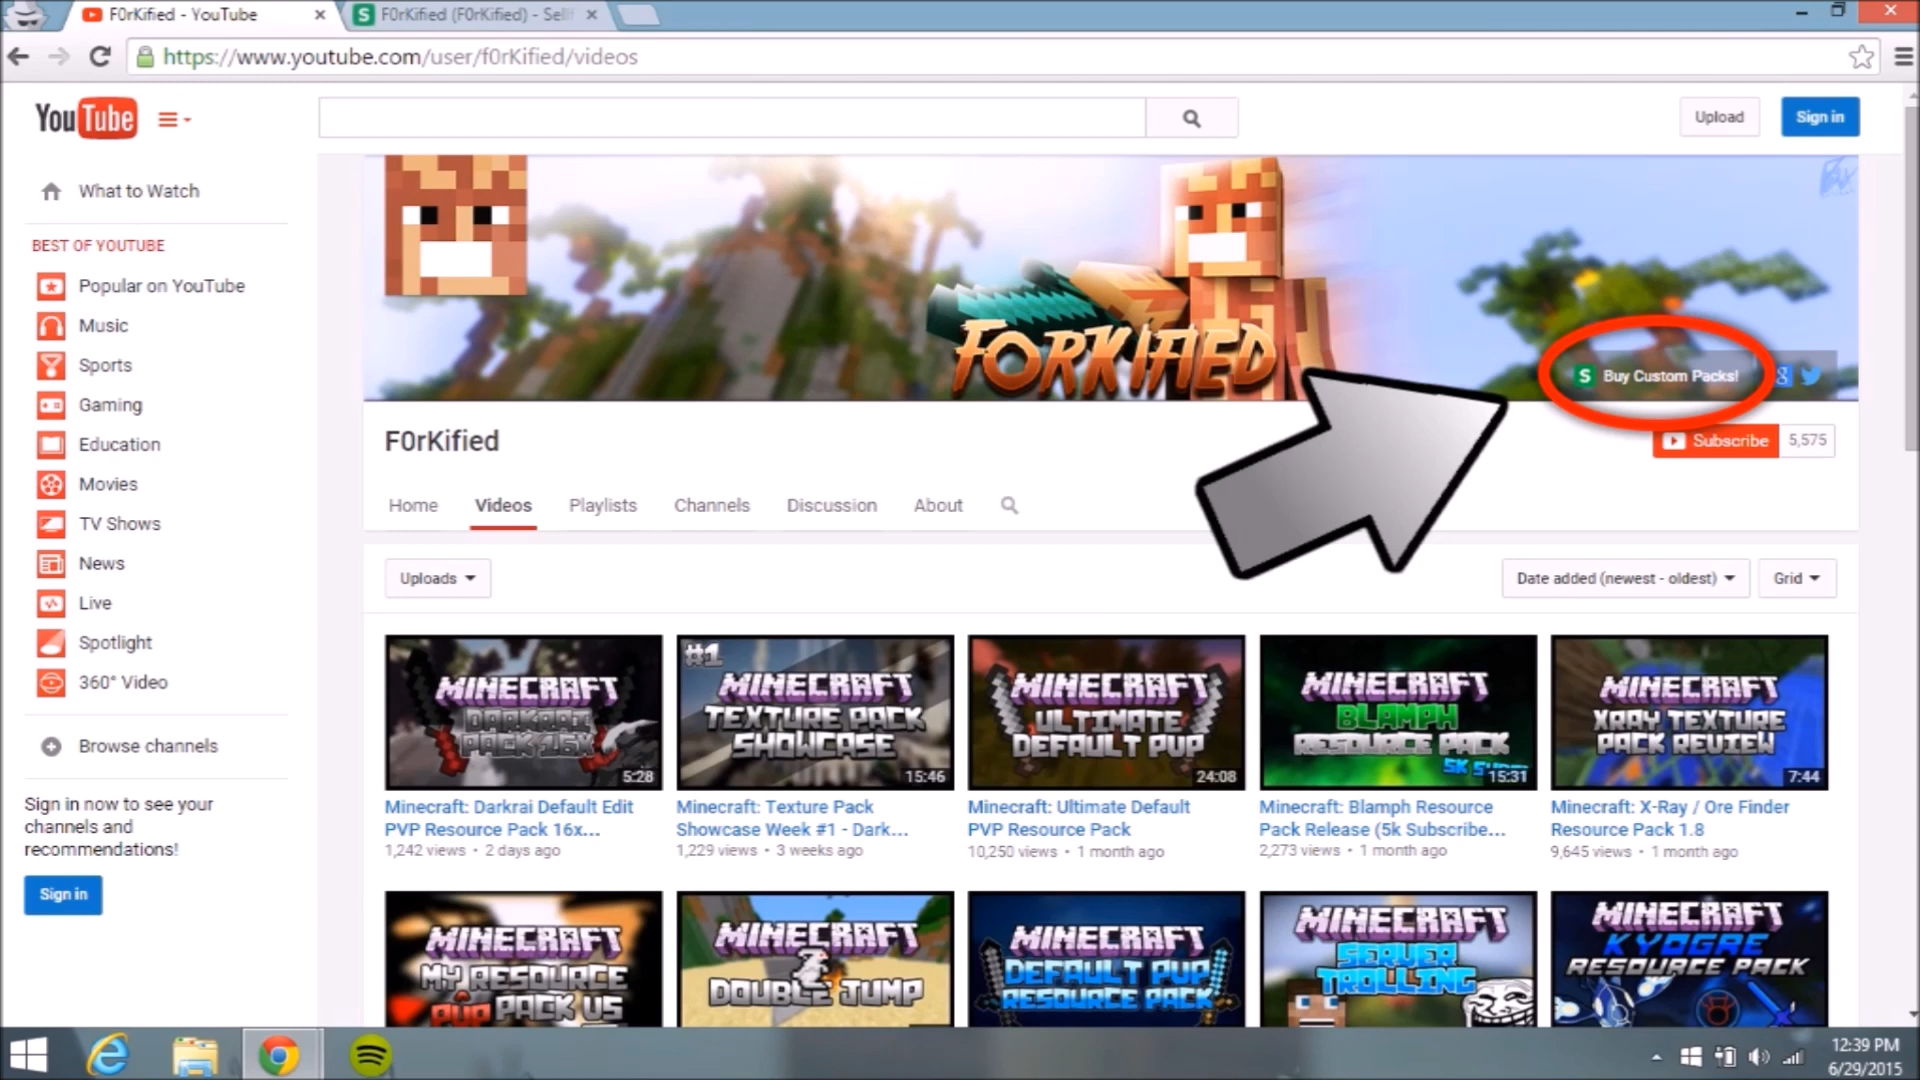 F0rKified - YouTube
F0rKified (F0rKified) - Sell
https://www.youtube.com/user/f0rKified/videos
YouTube
Upload
Sign in
What to Watch
BEST OF YOUTUBE
Popular on YouTube
Music
Sports
Gaming
Education
Movies
TV Shows
News
Live
Spotlight
360° Video
Browse channels
Sign in now to see your
channels and
recommendations!
Sign in
FORKIFIED
S Buy Custom Packs!
F0rKified
Subscribe 5,575
Home Videos Playlists Channels Discussion About
Uploads
Date added (newest - oldest)
Grid
MINECRAFT
DARKRAI
PACK 16X
5:28
Minecraft: Darkrai Default Edit
PVP Resource Pack 16x...
1,242 views • 2 days ago
#1
MINECRAFT
TEXTURE PACK
SHOWCASE
15:46
Minecraft: Texture Pack
Showcase Week #1 - Dark...
1,229 views • 3 weeks ago
MINECRAFT
ULTIMATE
DEFAULT PVP
24:08
Minecraft: Ultimate Default
PVP Resource Pack
10,250 views • 1 month ago
MINECRAFT
BLAMPH
RESOURCE PACK
5K
15:31
Minecraft: Blamph Resource
Pack Release (5k Subscribe...
2,273 views • 1 month ago
MINECRAFT
XRAY TEXTURE
PACK REVIEW
7:44
Minecraft: X-Ray / Ore Finder
Resource Pack 1.8
9,645 views • 1 month ago
MINECRAFT
MY RESOURCE
PVP PACK V5
MINECRAFT
DOUBLE JUMP
MINECRAFT
DEFAULT PVP
RESOURCE PACK
MINECRAFT
SERVER
TROLLING
MINECRAFT
KYOGRE
RESOURCE PACK
12:39 PM
6/29/2015